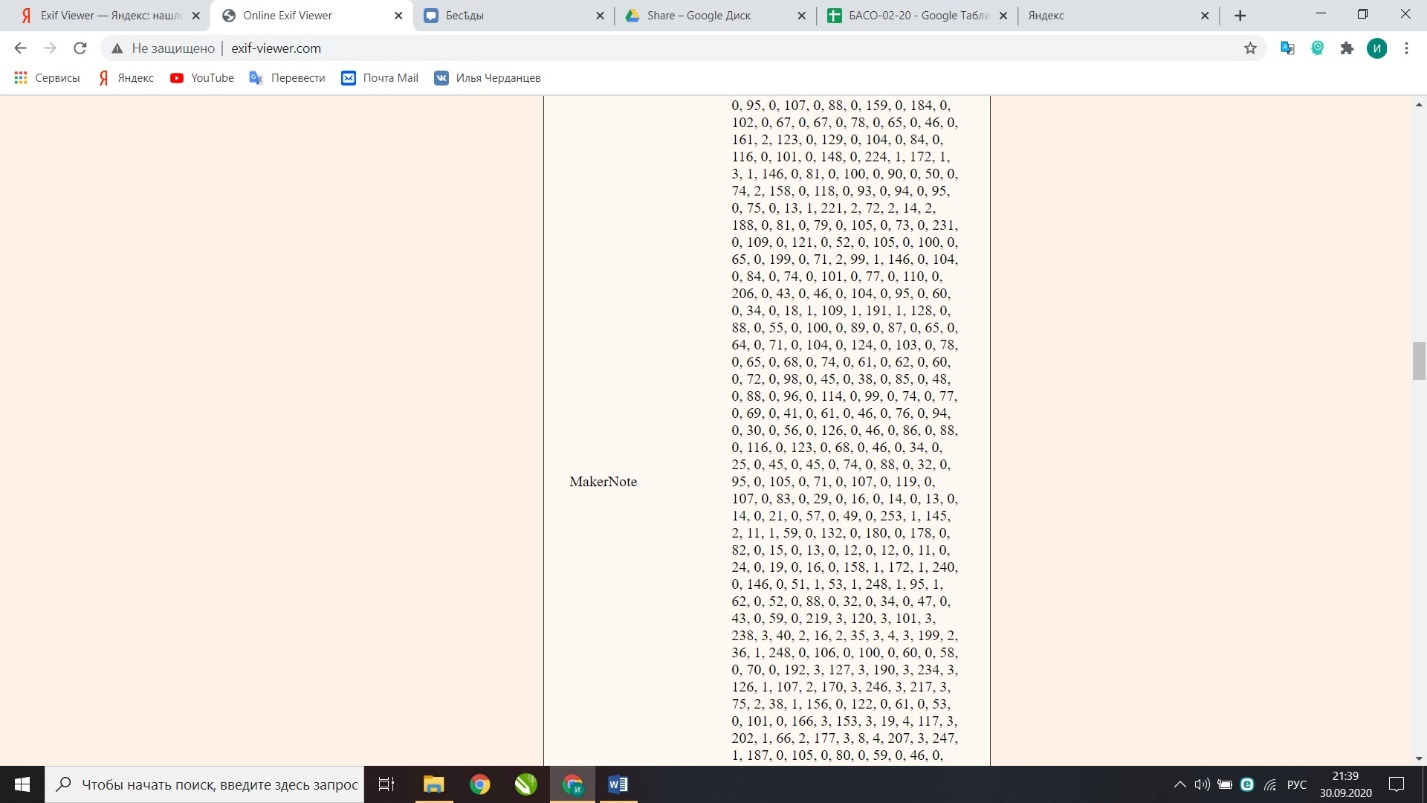 Exif Viewer — Яндекс: нашло
Online Exif Viewer
Бесѣды
Share – Google Диск
БАСО-02-20 - Google Табли
Яндекс
Не защищено
exif-viewer.com
И
Сервисы
Яндекс
YouTube
Перевести
Почта Mail
Илья Черданцев
0, 95, 0, 107, 0, 88, 0, 159, 0, 184, 0,
102, 0, 67, 0, 67, 0, 78, 0, 65, 0, 46, 0,
161, 2, 123, 0, 129, 0, 104, 0, 84, 0,
116, 0, 101, 0, 148, 0, 224, 1, 172, 1,
3, 1, 146, 0, 81, 0, 100, 0, 90, 0, 50, 0,
74, 2, 158, 0, 118, 0, 93, 0, 94, 0, 95,
0, 75, 0, 13, 1, 221, 2, 72, 2, 14, 2,
188, 0, 81, 0, 79, 0, 105, 0, 73, 0, 231,
0, 109, 0, 121, 0, 52, 0, 105, 0, 100, 0,
65, 0, 199, 0, 71, 2, 99, 1, 146, 0, 104,
0, 84, 0, 74, 0, 101, 0, 77, 0, 110, 0,
206, 0, 43, 0, 46, 0, 104, 0, 95, 0, 60,
0, 34, 0, 18, 1, 109, 1, 191, 1, 128, 0,
88, 0, 55, 0, 100, 0, 89, 0, 87, 0, 65, 0,
64, 0, 71, 0, 104, 0, 124, 0, 103, 0, 78,
0, 65, 0, 68, 0, 74, 0, 61, 0, 62, 0, 60,
0, 72, 0, 98, 0, 45, 0, 38, 0, 85, 0, 48,
0, 88, 0, 96, 0, 114, 0, 99, 0, 74, 0, 77,
0, 69, 0, 41, 0, 61, 0, 46, 0, 76, 0, 94,
0, 30, 0, 56, 0, 126, 0, 46, 0, 86, 0, 88,
0, 116, 0, 123, 0, 68, 0, 46, 0, 34, 0,
25, 0, 45, 0, 45, 0, 74, 0, 88, 0, 32, 0,
95, 0, 105, 0, 71, 0, 107, 0, 119, 0,
MakerNote
107, 0, 83, 0, 29, 0, 16, 0, 14, 0, 13, 0,
14, 0, 21, 0, 57, 0, 49, 0, 253, 1, 145,
2, 11, 1, 59, 0, 132, 0, 180, 0, 178, 0,
82, 0, 15, 0, 13, 0, 12, 0, 12, 0, 11, 0,
24, 0, 19, 0, 16, 0, 158, 1, 172, 1, 240,
0, 146, 0, 51, 1, 53, 1, 248, 1, 95, 1,
62, 0, 52, 0, 88, 0, 32, 0, 34, 0, 47, 0,
43, 0, 59, 0, 219, 3, 120, 3, 101, 3,
238, 3, 40, 2, 16, 2, 35, 3, 4, 3, 199, 2,
36, 1, 248, 0, 106, 0, 100, 0, 60, 0, 58,
0, 70, 0, 192, 3, 127, 3, 190, 3, 234, 3,
126, 1, 107, 2, 170, 3, 246, 3, 217, 3,
75, 2, 38, 1, 156, 0, 122, 0, 61, 0, 53,
0, 101, 0, 166, 3, 153, 3, 19, 4, 117, 3,
202, 1, 66, 2, 177, 3, 8, 4, 207, 3, 247,
1, 187, 0, 105, 0, 80, 0, 59, 0, 46, 0,
Чтобы начать поиск, введите здесь запрос
РУС
21:39
30.09.2020